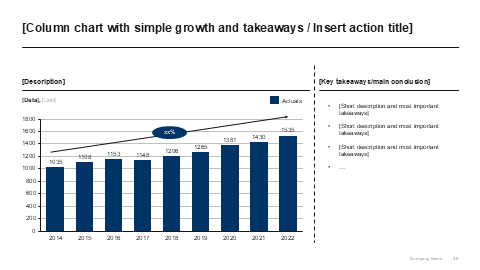 [Column chart with simple growth and takeaways / Insert action title]
[Description]
[Data], [Unit]
Actuals
1800
1600
1400
1200
1000
800
600
400
200
0
xx%
1035
1108
1153
1148
1206
1265
1381
1430
1535
2014 2015 2016 2017 2018 2019 2020 2021 2022
[Key takeaways/main conclusion]
• [Short description and most important
takeaways]
• [Short description and most important
takeaways]
• [Short description and most important
takeaways]
• ...
Company Name